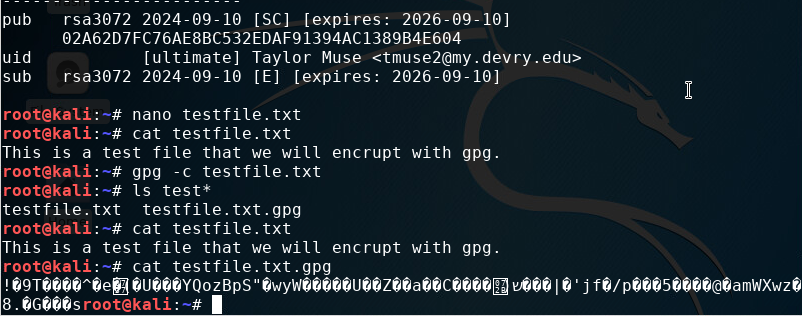 ------------------------
pub   rsa3072 2024-09-10 [SC] [expires: 2026-09-10]
      02A62D7FC76AE8BC532EDAF91394AC1389B4E604
uid           [ultimate] Taylor Muse <tmuse2@my.devry.edu>
sub   rsa3072 2024-09-10 [E] [expires: 2026-09-10]
root@kali:~# nano testfile.txt
root@kali:~# cat testfile.txt
This is a test file that we will encrupt with gpg.
root@kali:~# gpg -c testfile.txt
root@kali:~# ls test*
testfile.txt  testfile.txt.gpg
root@kali:~# cat testfile.txt
This is a test file that we will encrupt with gpg.
root@kali:~# cat testfile.txt.gpg
!�9T����^�e�|�U���YQozBpS"�wyW�����U��Z��a��C����ש���|�'jf�/p���5����@�amWXwz�
8.�G���sroot@kali:~#